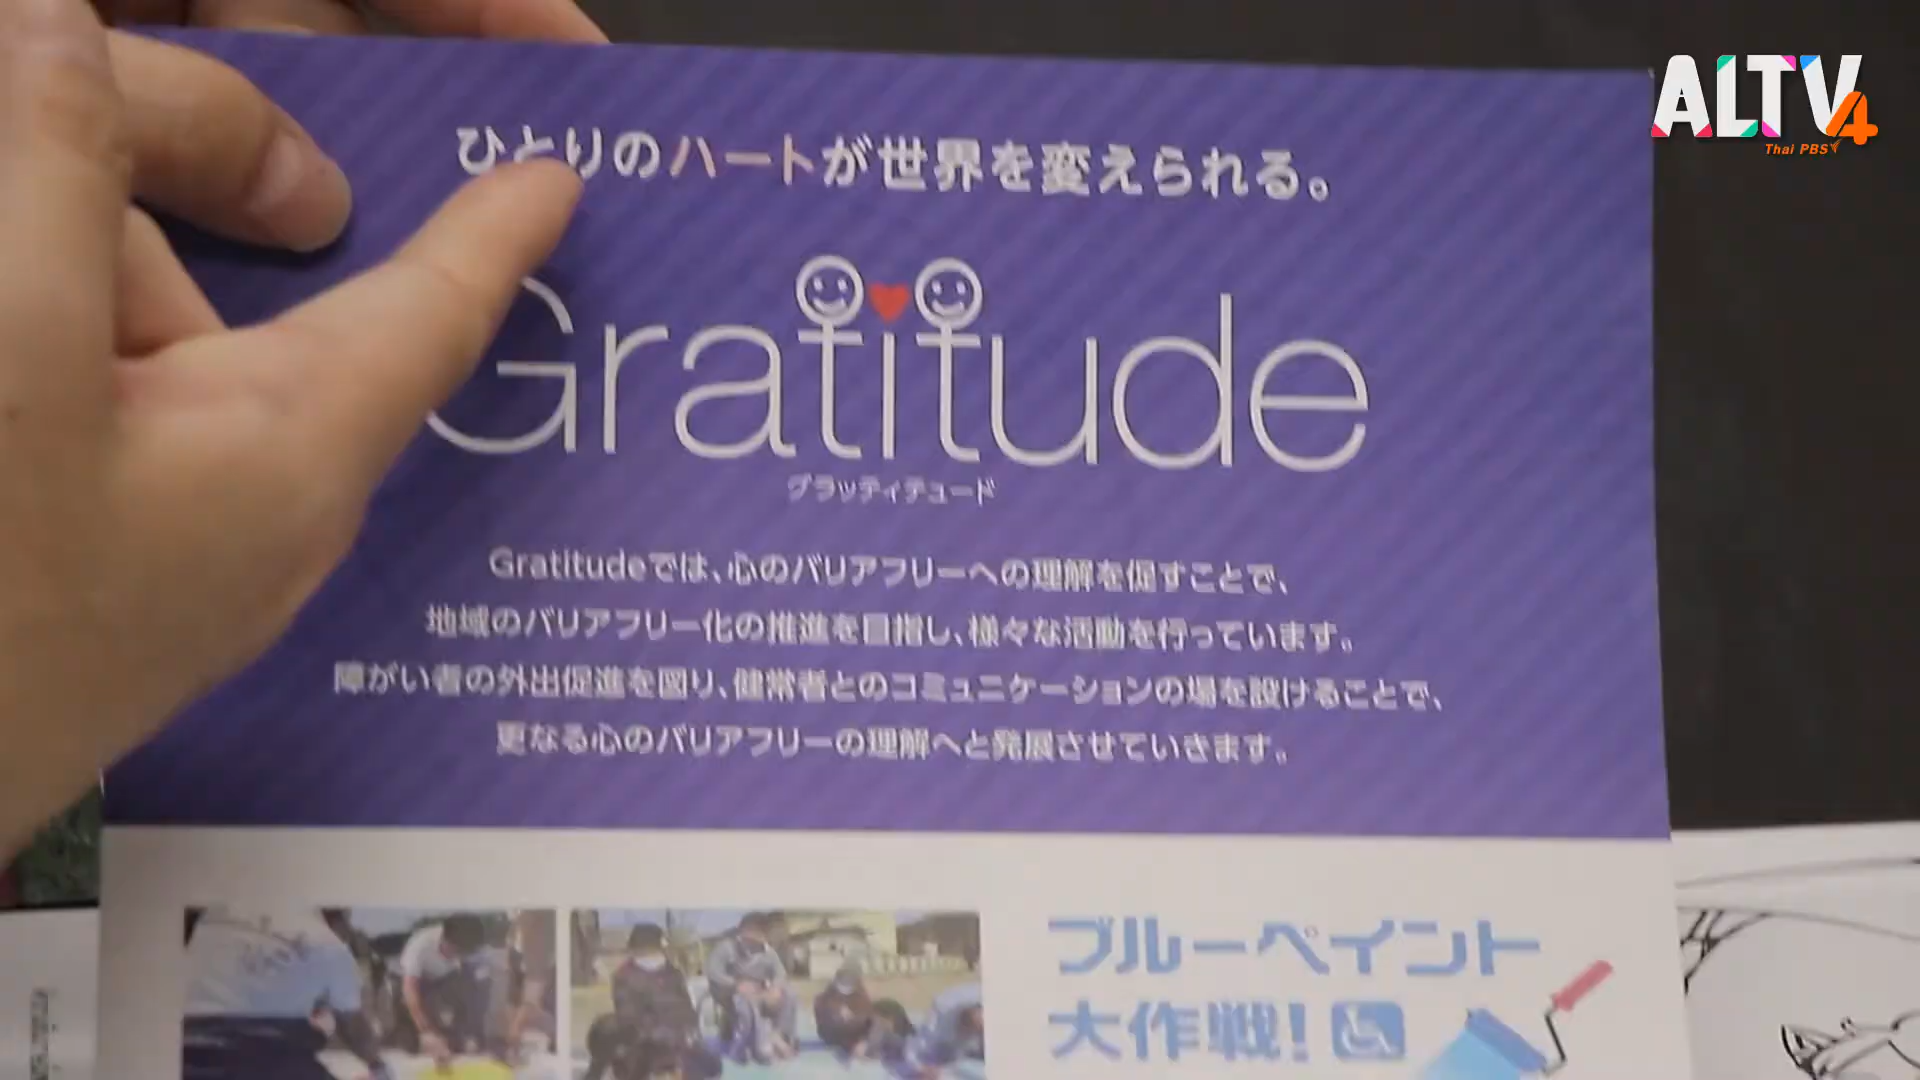 ALTV4
Thai PBS
ひとりのハートが世界を変えられる。
Gratitude
グラッティテュード
Gratitudeでは、心のバリアフリーへの理解を促すことで、
地域のバリアフリー化の推進を目指し、様々な活動を行っています。
障がい者の外出促進を図り、健常者とのコミュニケーションの場を設けることで、
更なる心のバリアフリーの理解へと発展させていきます。
ブルーペイント
大作戦!